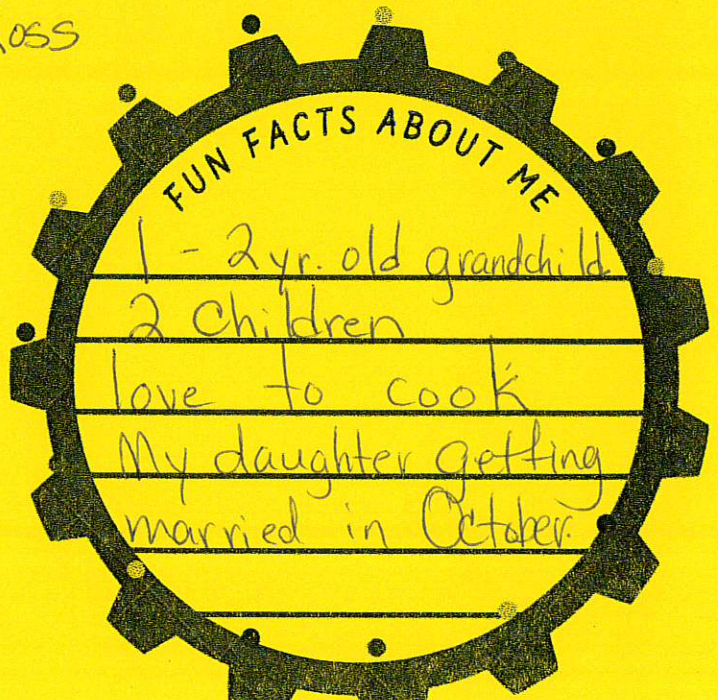 FUN FACTS ABOUT ME
1 - 2yr. old grandchild
2 Children
love to cook
My daughter getting
married in October.